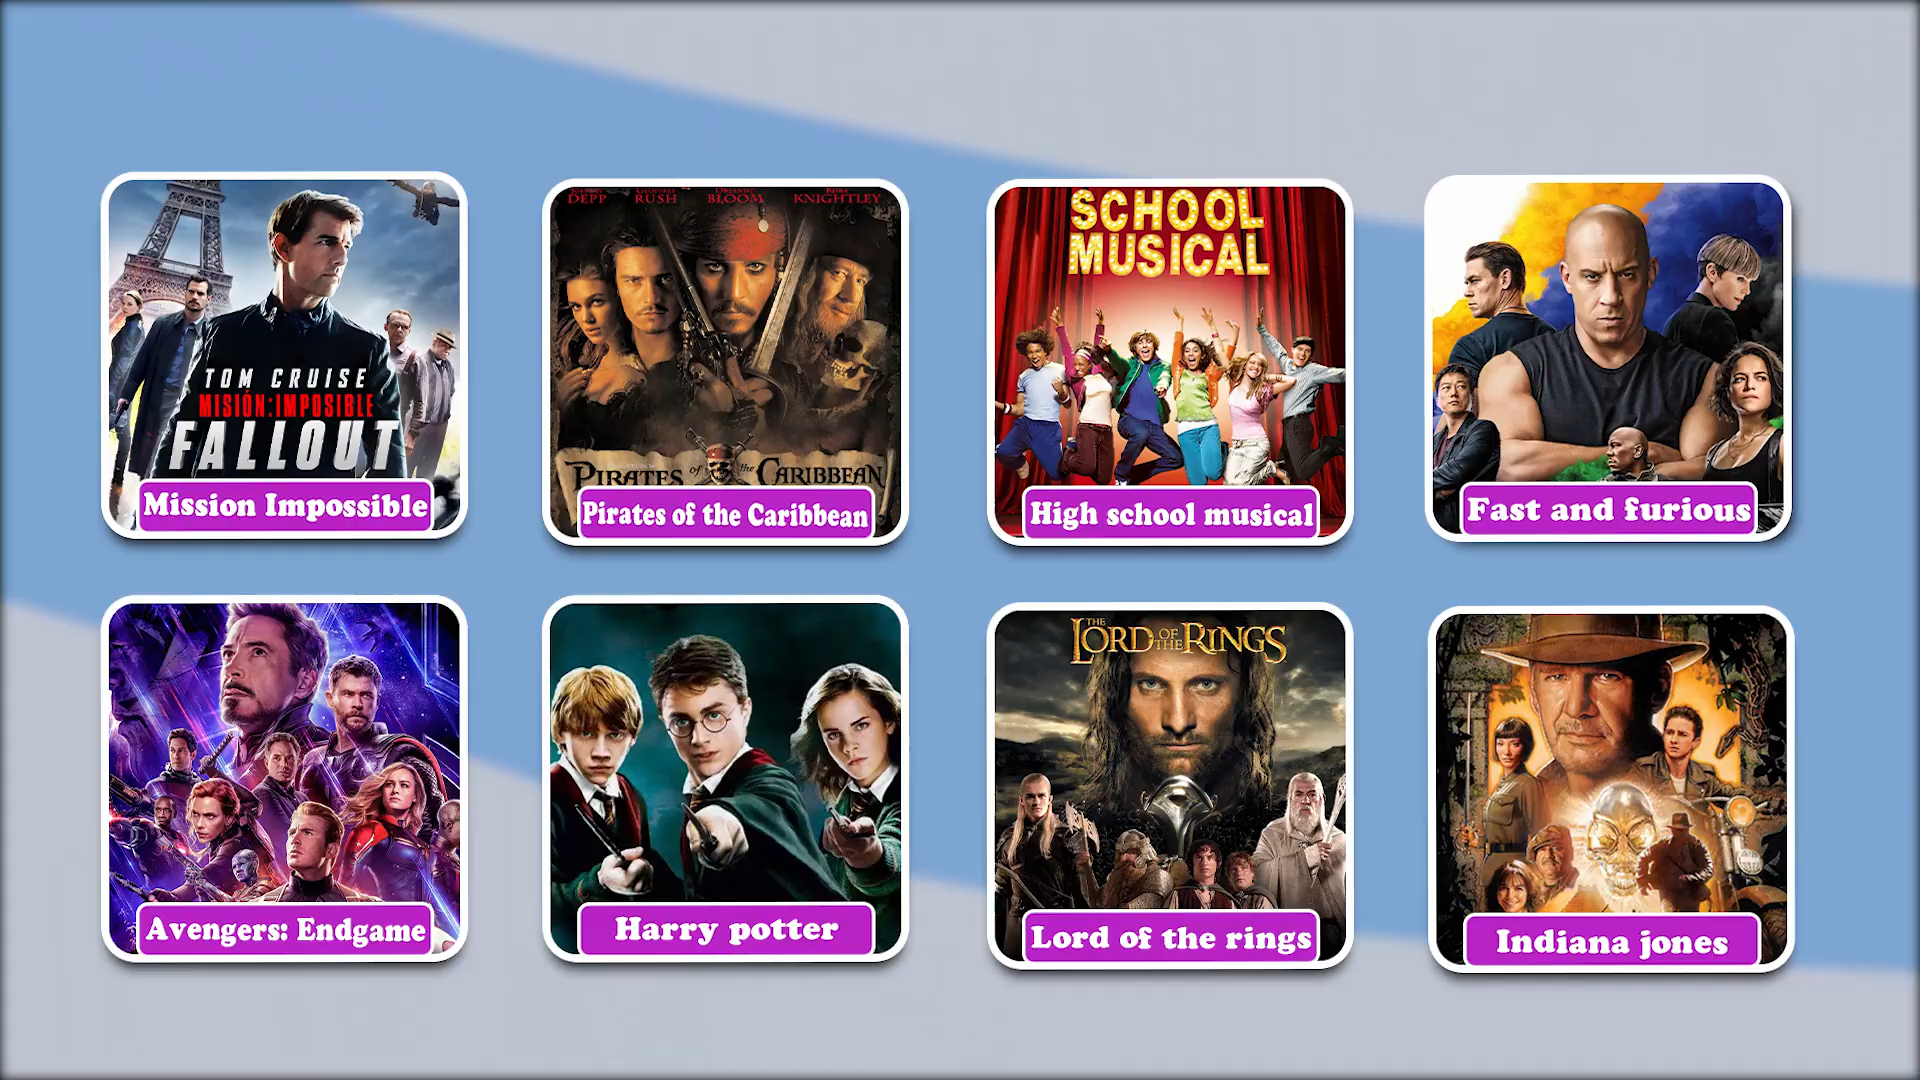 TOM CRUISE
MISIÓN:IMPOSIBLE
FALLOUT
Mission Impossible
DEPP RUSH BLOOM KNIGHTLEY
PIRATES of the CARIBBEAN
Pirates of the Caribbean
SCHOOL
MUSICAL
High school musical
Fast and furious
Avengers: Endgame
Harry potter
THE
LORD OF THE RINGS
Lord of the rings
Indiana jones